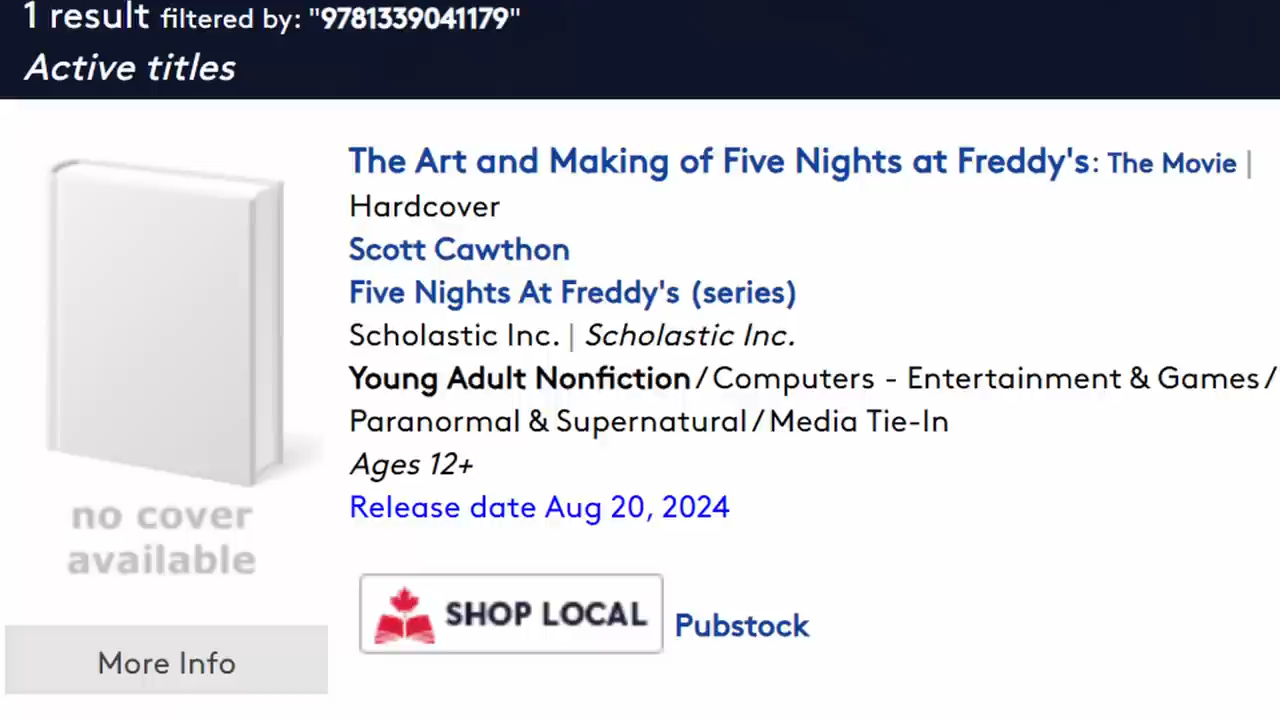 1 result filtered by: "9781339041179"
Active titles
The Art and Making of Five Nights at Freddy's: The Movie |
Hardcover
Scott Cawthon
Five Nights At Freddy's (series)
Scholastic Inc. | Scholastic Inc.
Young Adult Nonfiction / Computers - Entertainment & Games /
Paranormal & Supernatural / Media Tie-In
Ages 12+
Release date Aug 20, 2024
no cover
available
SHOP LOCAL Pubstock
More Info